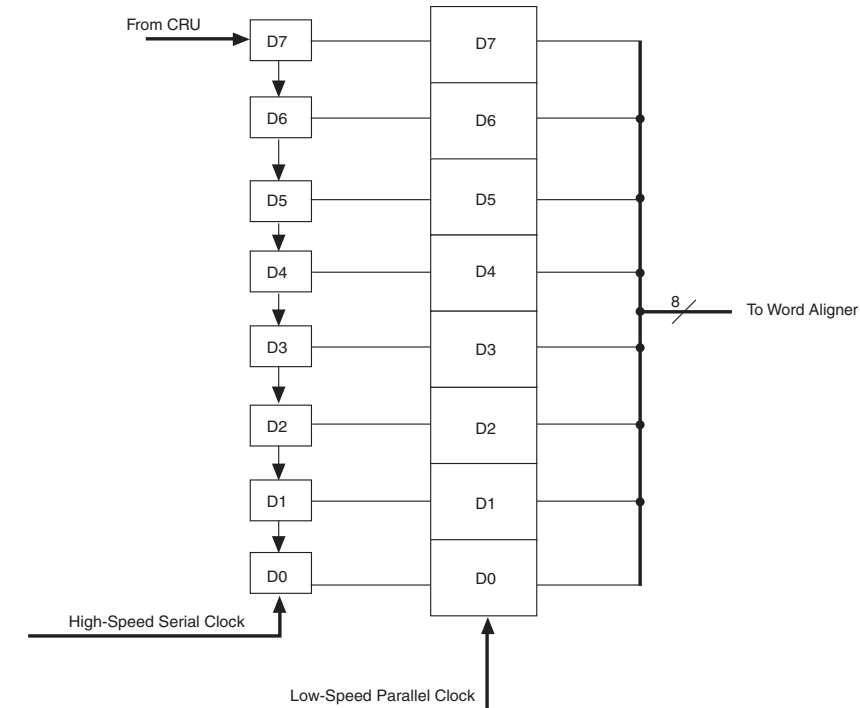 From CRU
D7 D7
D6 D6
D5 D5
D4 D4
8 To Word Aligner
D3 D3
D2 D2
D1 D1
D0 D0
High-Speed Serial Clock
Low-Speed Parallel Clock